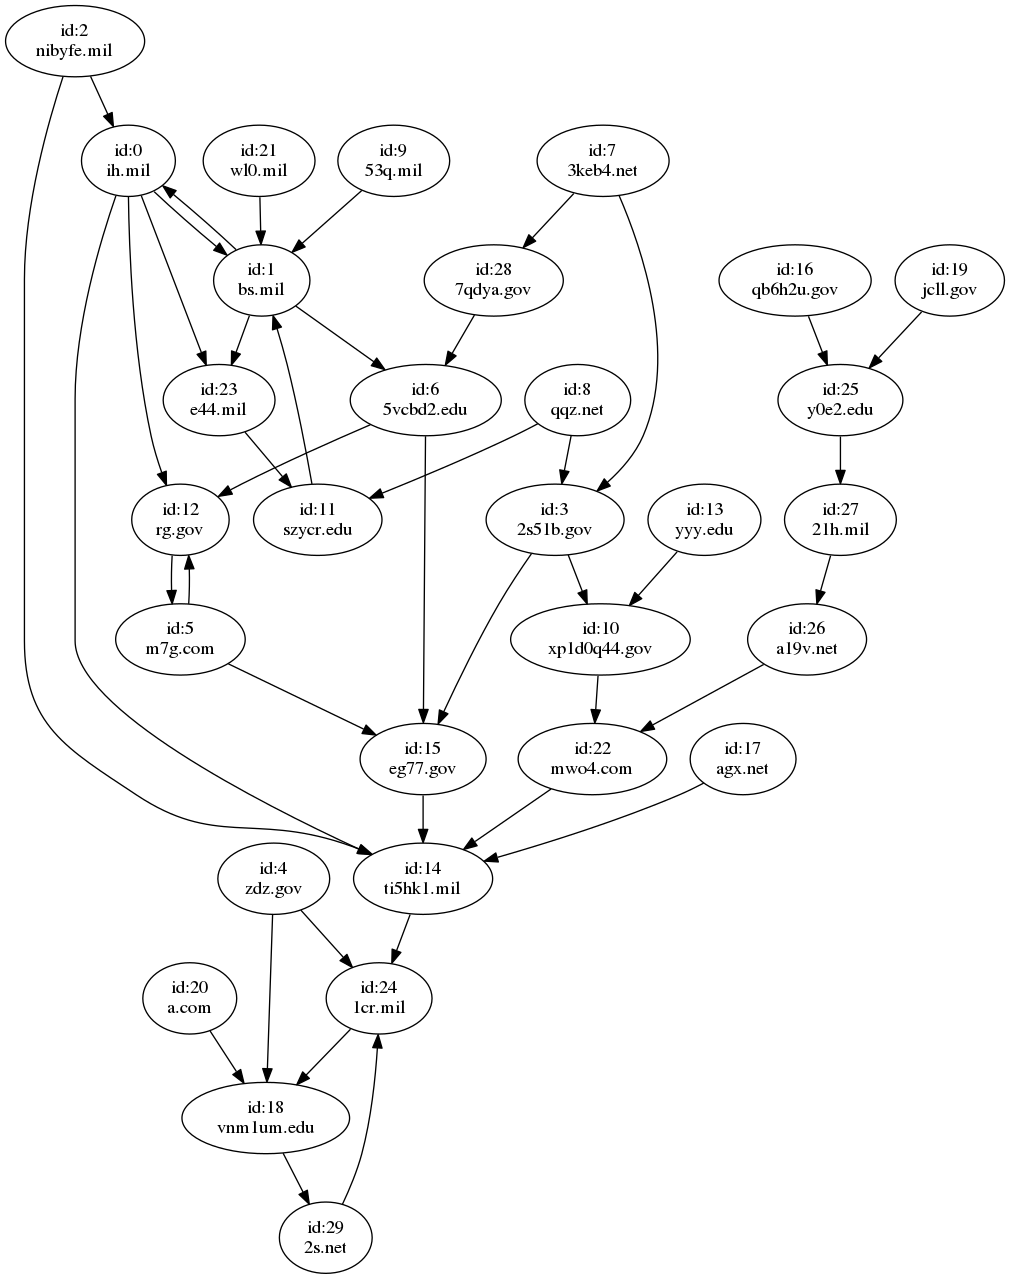 id:2
nibyfe.mil
id:0
ih.mil
id:21
wl0.mil
id:9
53q.mil
id:7
3keb4.net
id:1
bs.mil
id:28
7qdya.gov
id:16
qb6h2u.gov
id:19
jcll.gov
id:23
e44.mil
id:6
5vcbd2.edu
id:8
qqz.net
id:25
y0e2.edu
id:12
rg.gov
id:11
szycr.edu
id:3
2s51b.gov
id:13
yyy.edu
id:27
21h.mil
id:5
m7g.com
id:10
xp1d0q44.gov
id:26
a19v.net
id:15
eg77.gov
id:22
mwo4.com
id:17
agx.net
id:4
zdz.gov
id:14
ti5hk1.mil
id:20
a.com
id:24
1cr.mil
id:18
vnm1um.edu
id:29
2s.net